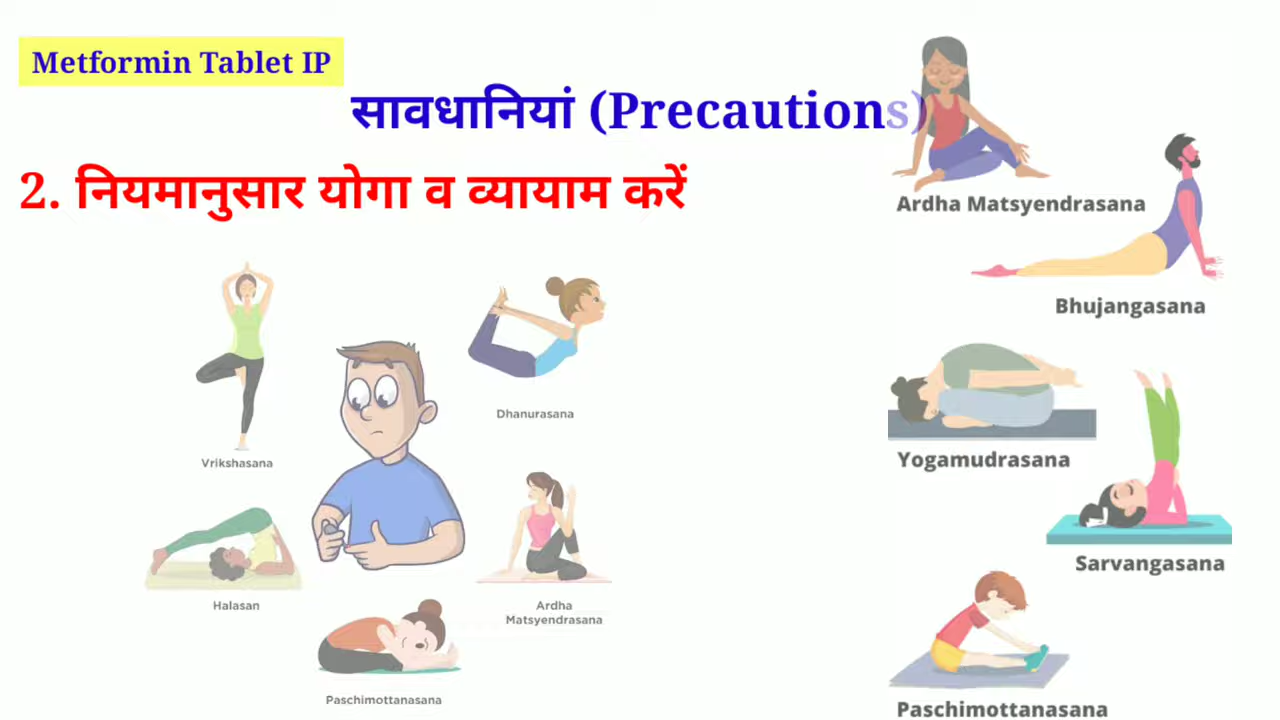 Metformin Tablet IP
सावधानियां (Precautions)
2. नियमानुसार योगा व व्यायाम करें
Vrikshasana
Dhanurasana
Halasan
Ardha
Matsyendrasana
Paschimottanasana
Ardha Matsyendrasana
Bhujangasana
Yogamudrasana
Sarvangasana
Paschimottanasana